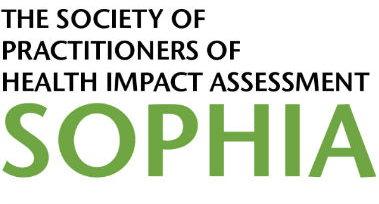 THE SOCIETY OF
PRACTITIONERS OF
HEALTH IMPACT ASSESSMENT
SOPHIA